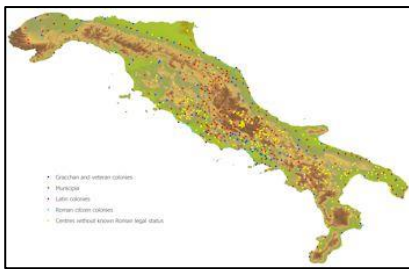 Gracchan and veteran colonies
Municipia
Latin colonies
Roman citizen colonies
Centres without known Roman legal status